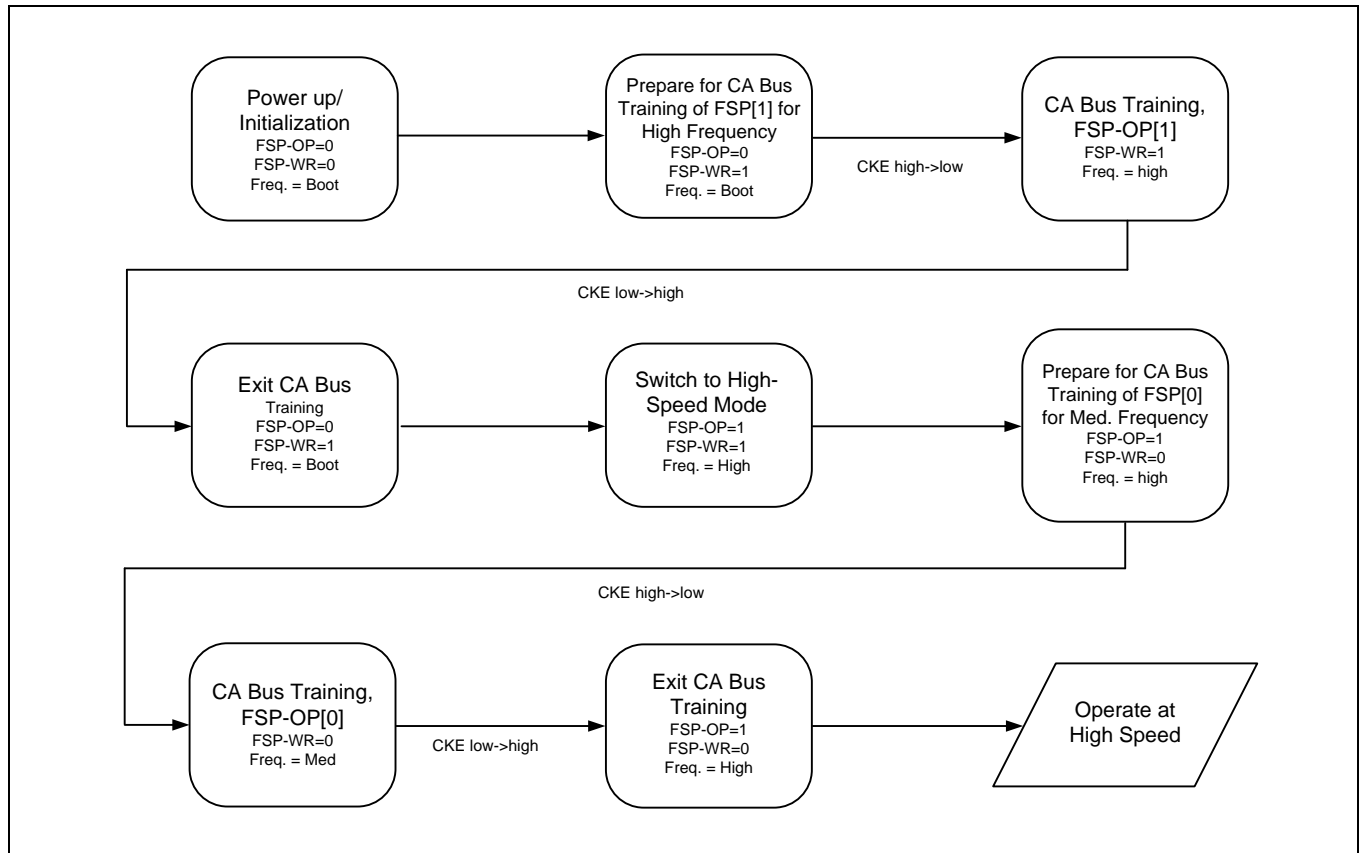 Power up/
Initialization
FSP-OP=0
FSP-WR=0
Freq. = Boot
Prepare for CA Bus
Training of FSP[1] for
High Frequency
FSP-OP=0
FSP-WR=1
Freq. = Boot
CKE high->low
CA Bus Training,
FSP-OP[1]
FSP-WR=1
Freq. = high
CKE low->high
Exit CA Bus
Training
FSP-OP=0
FSP-WR=1
Freq. = Boot
Switch to High-
Speed Mode
FSP-OP=1
FSP-WR=1
Freq. = High
Prepare for CA Bus
Training of FSP[0]
for Med. Frequency
FSP-OP=1
FSP-WR=0
Freq. = high
CKE high->low
CA Bus Training,
FSP-OP[0]
FSP-WR=0
Freq. = Med
CKE low->high
Exit CA Bus
Training
FSP-OP=1
FSP-WR=0
Freq. = High
Operate at
High Speed